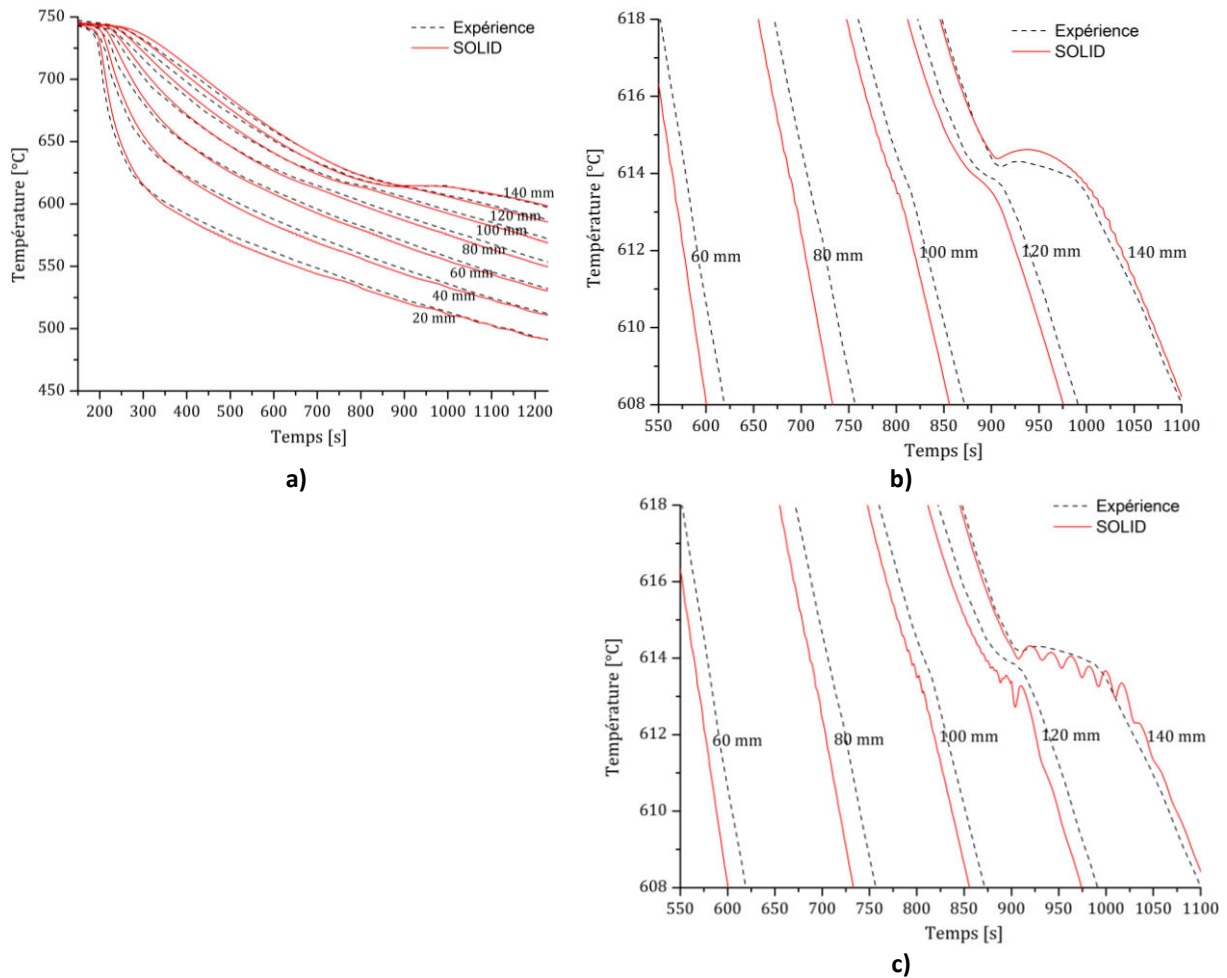 750
700
650
600
550
500
450
Température [°C]
Expérience
SOLID
140 mm
120 mm
100 mm
80 mm
60 mm
40 mm
20 mm
200 300 400 500 600 700 800 900 1000 1100 1200
Temps [s]
a)
618
616
614
612
610
608
Température [°C]
Expérience
SOLID
60 mm
80 mm
100 mm
120 mm
140 mm
550 600 650 700 750 800 850 900 950 1000 1050 1100
Temps [s]
b)
618
616
614
612
610
608
Température [°C]
Expérience
SOLID
60 mm
80 mm
100 mm
120 mm
140 mm
550 600 650 700 750 800 850 900 950 1000 1050 1100
Temps [s]
c)